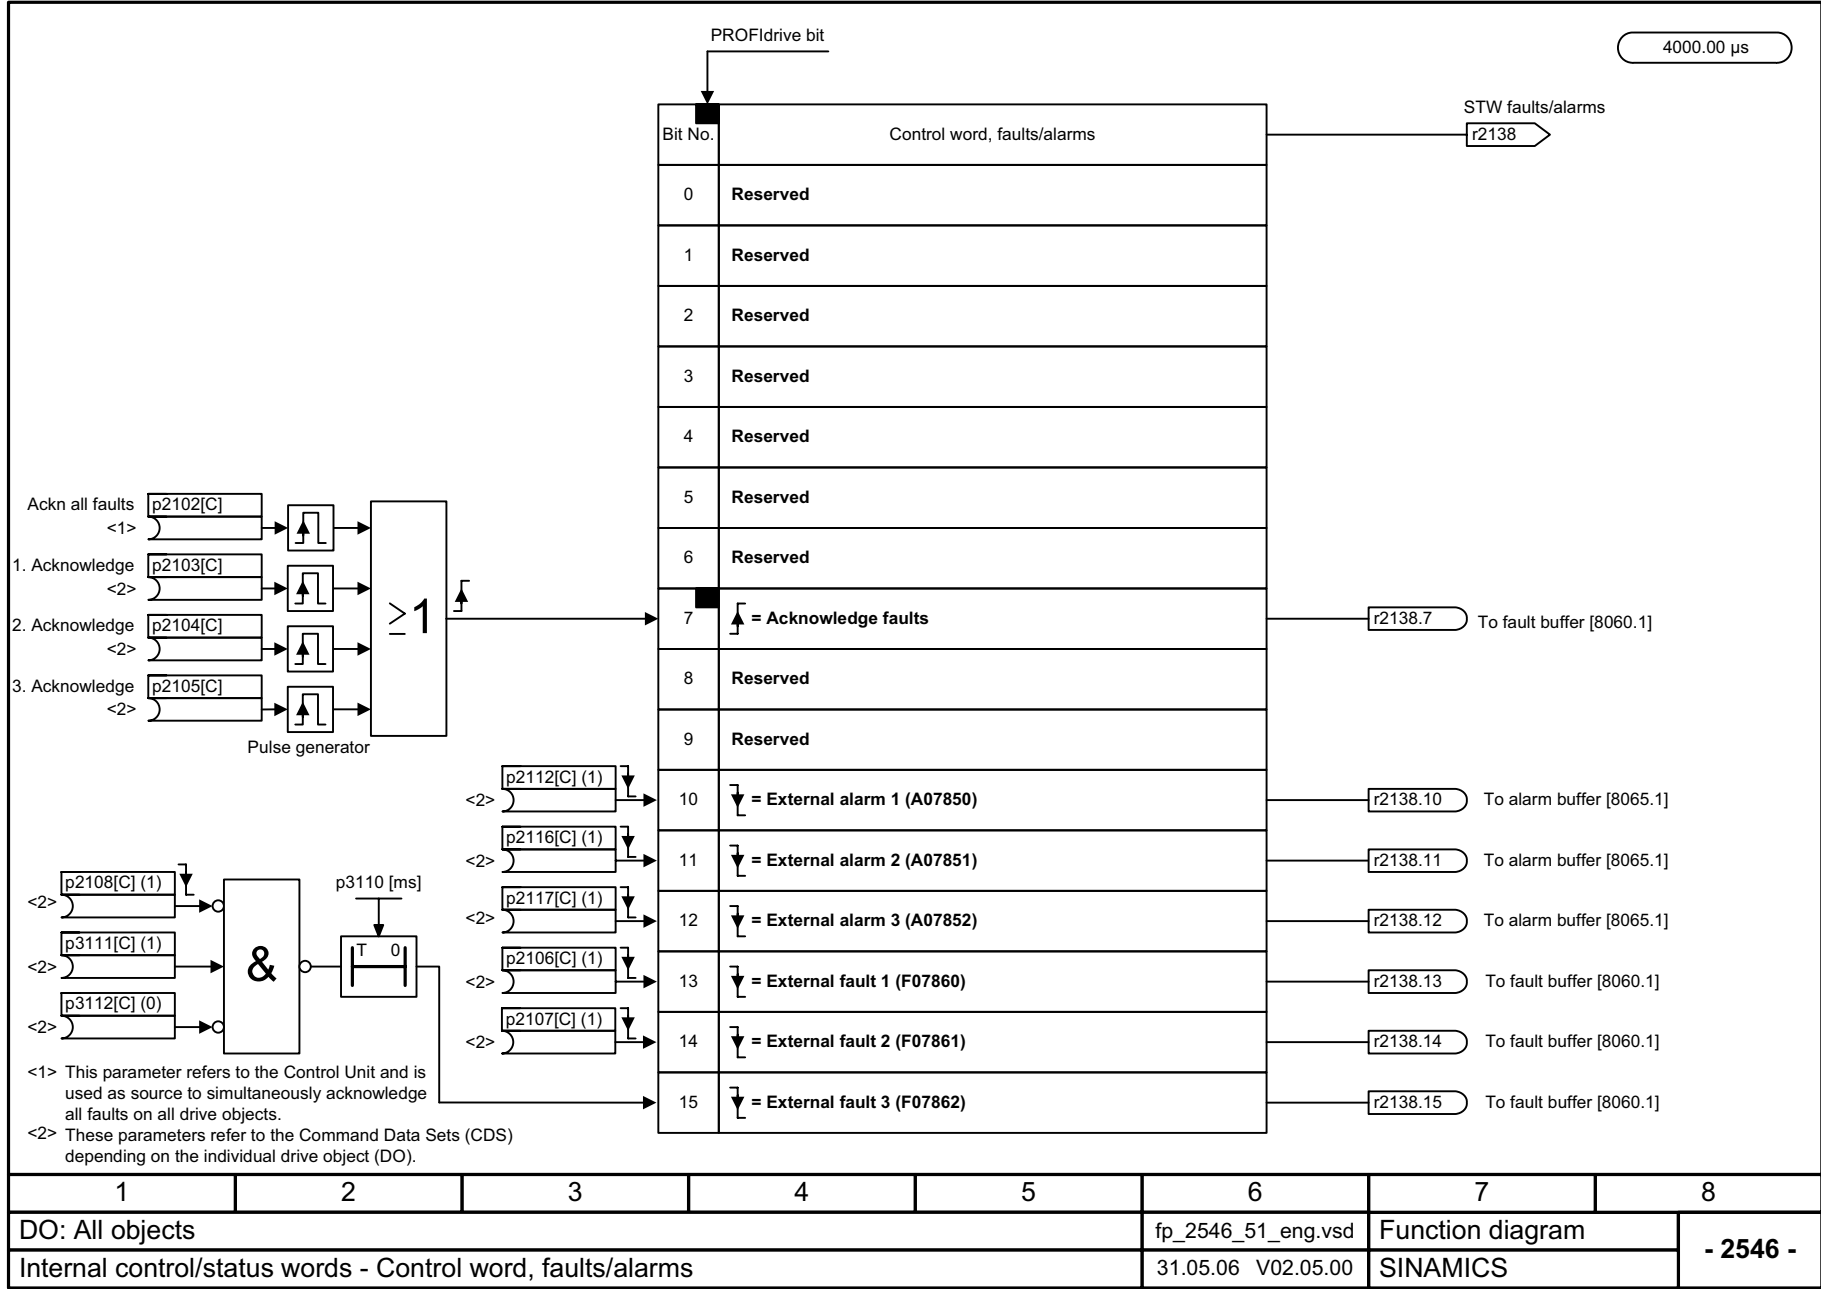 PROFIdrive bit
4000.00 µs
STW faults/alarms
r2138
Bit No. Control word, faults/alarms
0 Reserved
1 Reserved
2 Reserved
3 Reserved
4 Reserved
5 Reserved
6 Reserved
7 = Acknowledge faults
8 Reserved
9 Reserved
10 = External alarm 1 (A07850)
11 = External alarm 2 (A07851)
12 = External alarm 3 (A07852)
13 = External fault 1 (F07860)
14 = External fault 2 (F07861)
15 = External fault 3 (F07862)
Ackn all faults p2102[C]
<1>
1. Acknowledge p2103[C]
<2>
2. Acknowledge p2104[C]
<2>
3. Acknowledge p2105[C]
<2>
Pulse generator
≥1
r2138.7 To fault buffer [8060.1]
p2112[C] (1)
<2>
r2138.10 To alarm buffer [8065.1]
p2116[C] (1)
<2>
r2138.11 To alarm buffer [8065.1]
p2117[C] (1)
<2>
r2138.12 To alarm buffer [8065.1]
p2106[C] (1)
<2>
r2138.13 To fault buffer [8060.1]
p2107[C] (1)
<2>
r2138.14 To fault buffer [8060.1]
r2138.15 To fault buffer [8060.1]
p2108[C] (1)
<2>
p3111[C] (1)
<2>
p3112[C] (0)
<2>
&
p3110 [ms]
T 0
<1> This parameter refers to the Control Unit and is
used as source to simultaneously acknowledge
all faults on all drive objects.
<2> These parameters refer to the Command Data Sets (CDS)
depending on the individual drive object (DO).
1 2 3 4 5 6 7 8
DO: All objects
fp_2546_51_eng.vsd
Function diagram
- 2546 -
Internal control/status words - Control word, faults/alarms
31.05.06 V02.05.00
SINAMICS